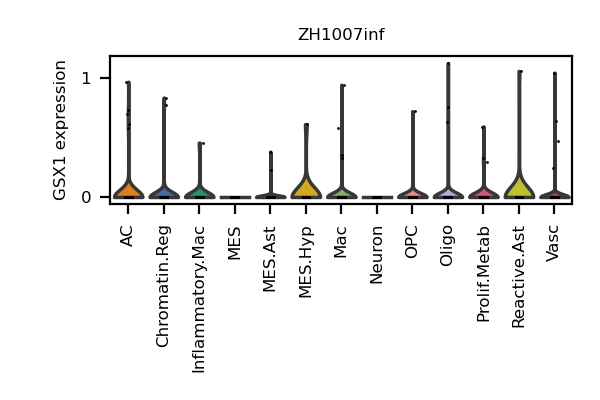 ZH1007inf
GSX1 expression
1
0
AC
Chromatin.Reg
Inflammatory.Mac
MES
MES.Ast
MES.Hyp
Mac
Neuron
OPC
Oligo
Prolif.Metab
Reactive.Ast
Vasc